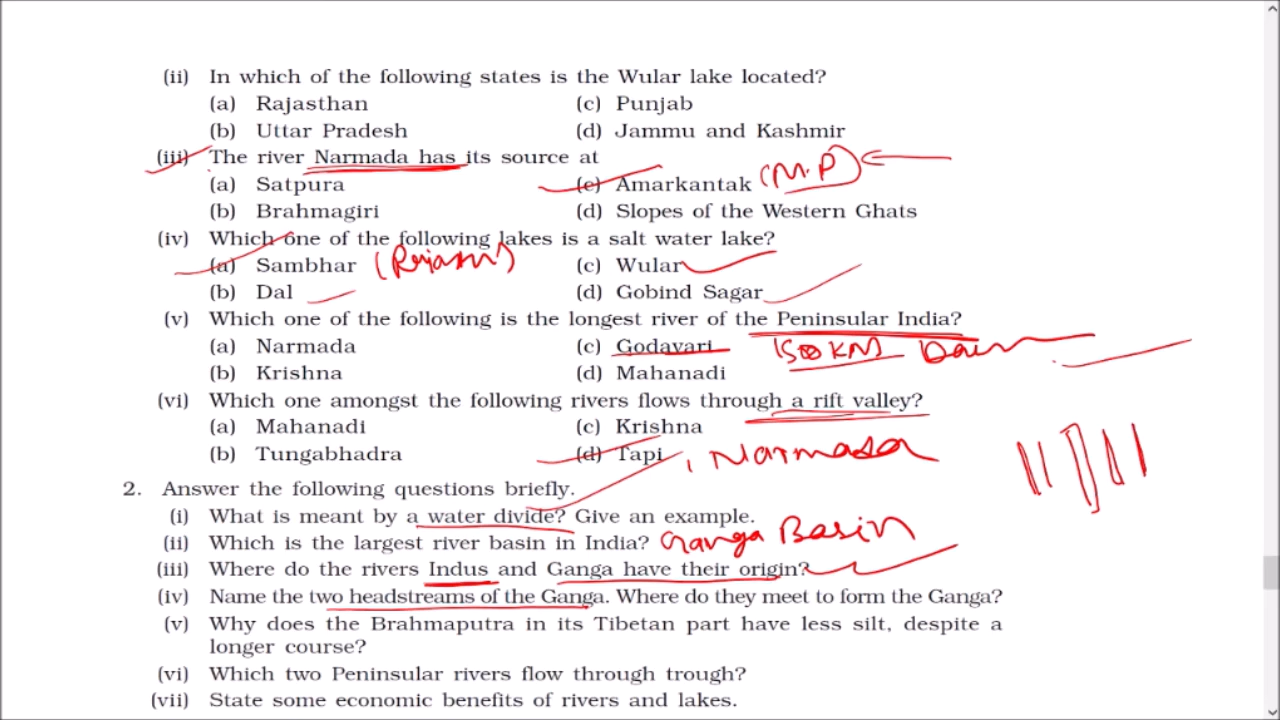 (ii) In which of the following states is the Wular lake located?
(a) Rajasthan (c) Punjab
(b) Uttar Pradesh (d) Jammu and Kashmir
(iii) The river Narmada has its source at
(a) Satpura (c) Amarkantak (M.P)
(b) Brahmagiri (d) Slopes of the Western Ghats
(iv) Which one of the following lakes is a salt water lake?
(a) Sambhar (c) Wular
(b) Dal (d) Gobind Sagar
(v) Which one of the following is the longest river of the Peninsular India?
(a) Narmada (c) Godavari 1500 KM
(b) Krishna (d) Mahanadi
(vi) Which one amongst the following rivers flows through a rift valley?
(a) Mahanadi (c) Krishna
(b) Tungabhadra (d) Tapi , Narmada
2. Answer the following questions briefly.
(i) What is meant by a water divide? Give an example.
(ii) Which is the largest river basin in India? Ganga Basin
(iii) Where do the rivers Indus and Ganga have their origin?
(iv) Name the two headstreams of the Ganga. Where do they meet to form the Ganga?
(v) Why does the Brahmaputra in its Tibetan part have less silt, despite a
longer course?
(vi) Which two Peninsular rivers flow through trough?
(vii) State some economic benefits of rivers and lakes.